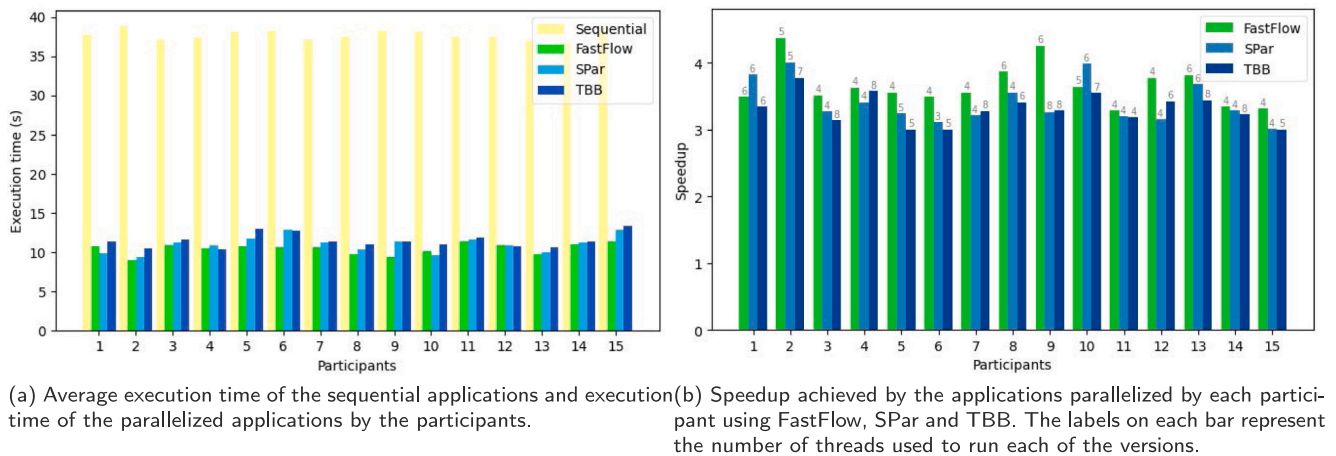 40
35
30
25
20
15
10
5
0
Execution time (s)
Sequential
FastFlow
SPar
TBB
1 2 3 4 5 6 7 8 9 10 11 12 13 14 15
Participants
(a) Average execution time of the sequential applications and execution
time of the parallelized applications by the participants.
4
3
2
1
0
Speedup
FastFlow
SPar
TBB
6 6 6 5 5 7 4 4 8 4 4 8 4 5 5 4 3 5 4 4 8 6 4 6 6 8 8 5 6 7 4 4 4 4 4 6 6 6 8 4 4 8 4 4 5
1 2 3 4 5 6 7 8 9 10 11 12 13 14 15
Participants
(b) Speedup achieved by the applications parallelized by each partici-
pant using FastFlow, SPar and TBB. The labels on each bar represent
the number of threads used to run each of the versions.